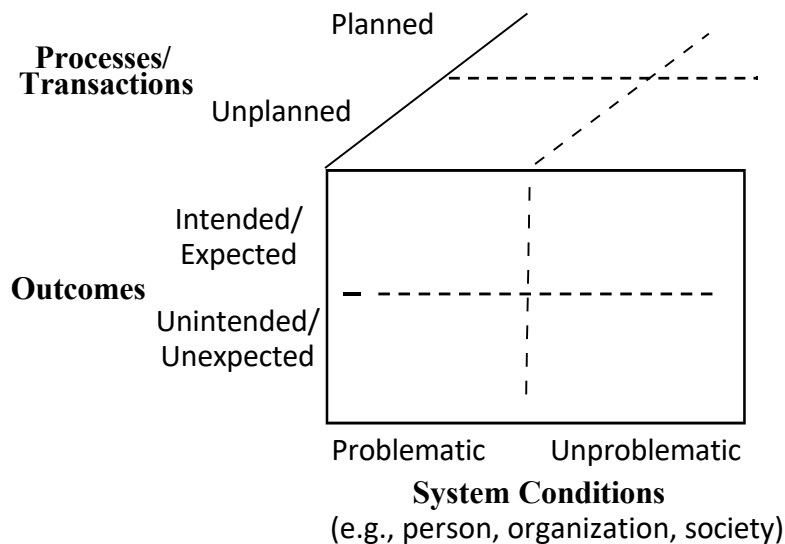 Planned
Processes/
Transactions
Unplanned
Intended/
Expected
Outcomes
Unintended/
Unexpected
Problematic
Unproblematic
System Conditions
(e.g., person, organization, society)